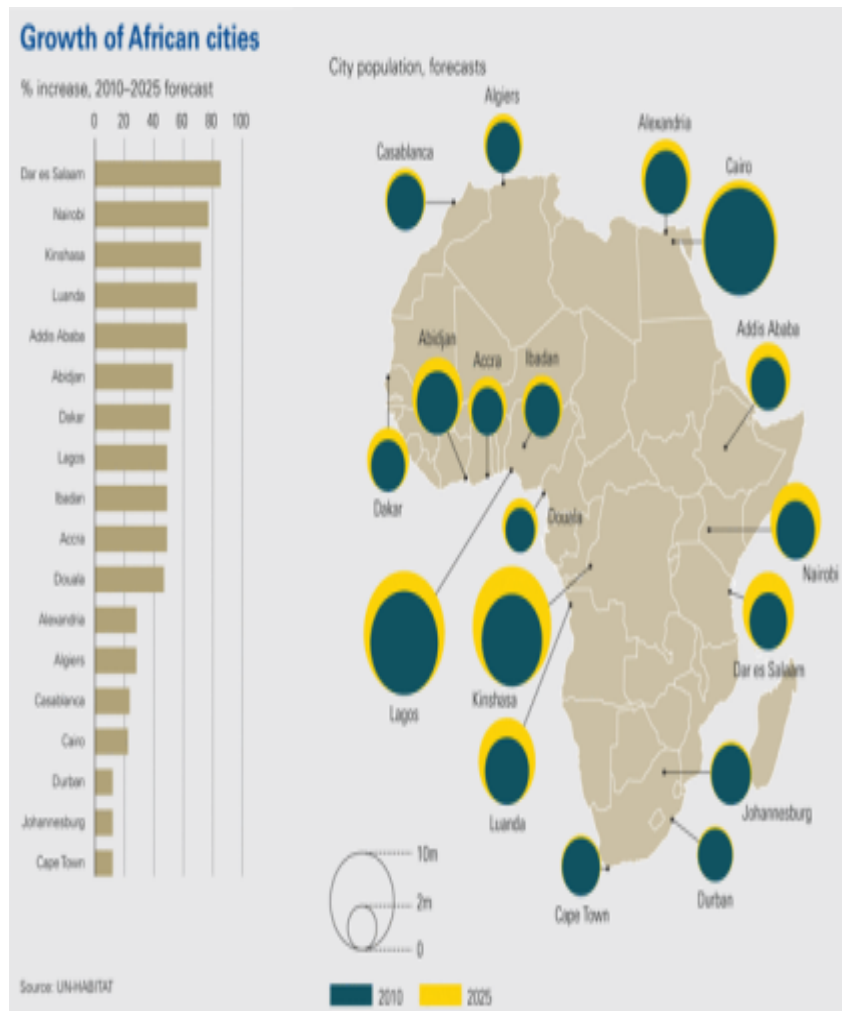 Growth of African cities
% increase, 2010–2025 forecast
0 20 40 60 80 100
Dar es Salaam
Nairobi
Kinshasa
Luanda
Addis Ababa
Abidjan
Dakar
Lagos
Ibadan
Accra
Douala
Alexandria
Algiers
Casablanca
Cairo
Durban
Johannesburg
Cape Town
Source: UN-HABITAT
City population, forecasts
Algiers
Alexandria
Casablanca
Cairo
Addis Ababa
Abidjan
Accra
Ibadan
Dakar
Douala
Nairobi
Dar es Salaam
Kinshasa
Lagos
Luanda
Johannesburg
Durban
Cape Town
10m
2m
0
2010
2025